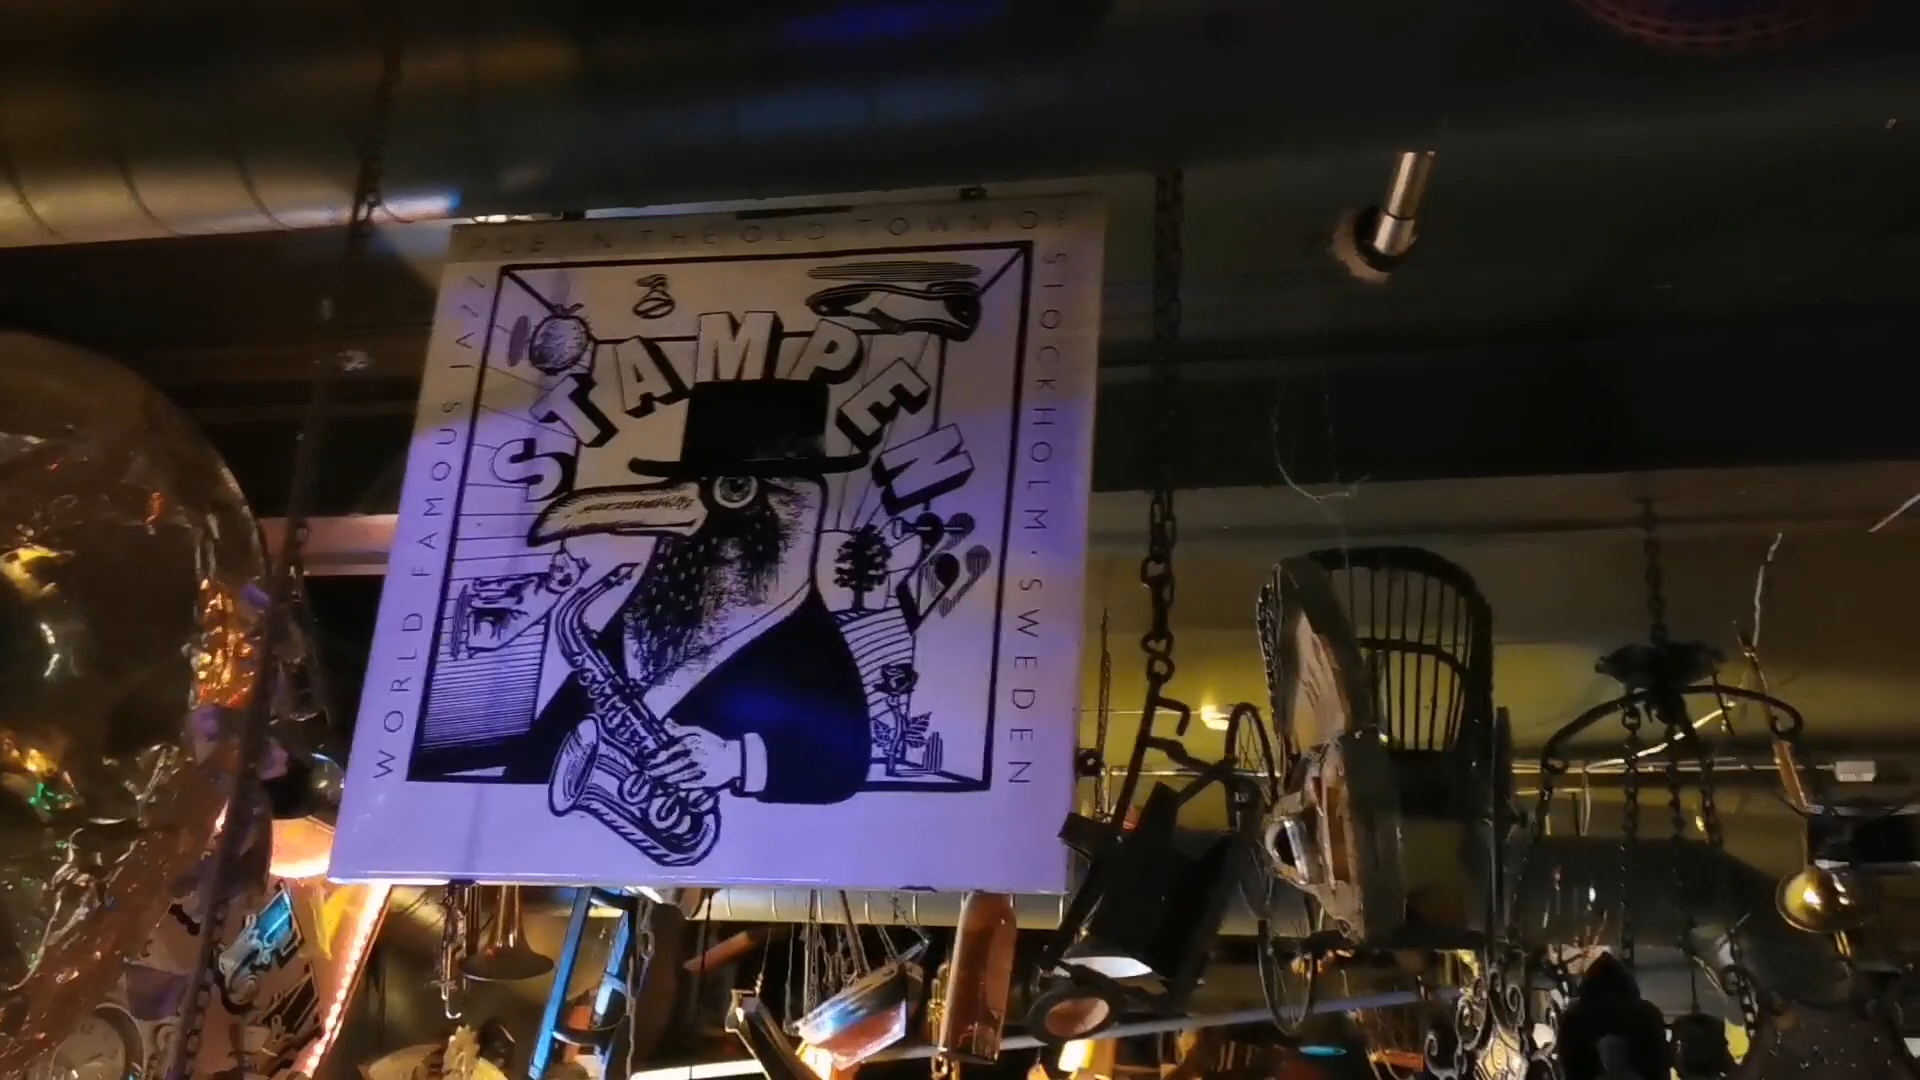 WORLD FAMOUS JAZZ
PUB IN THE OLD TOWN OF
STOCKHOLM · SWEDEN
STAMPEN